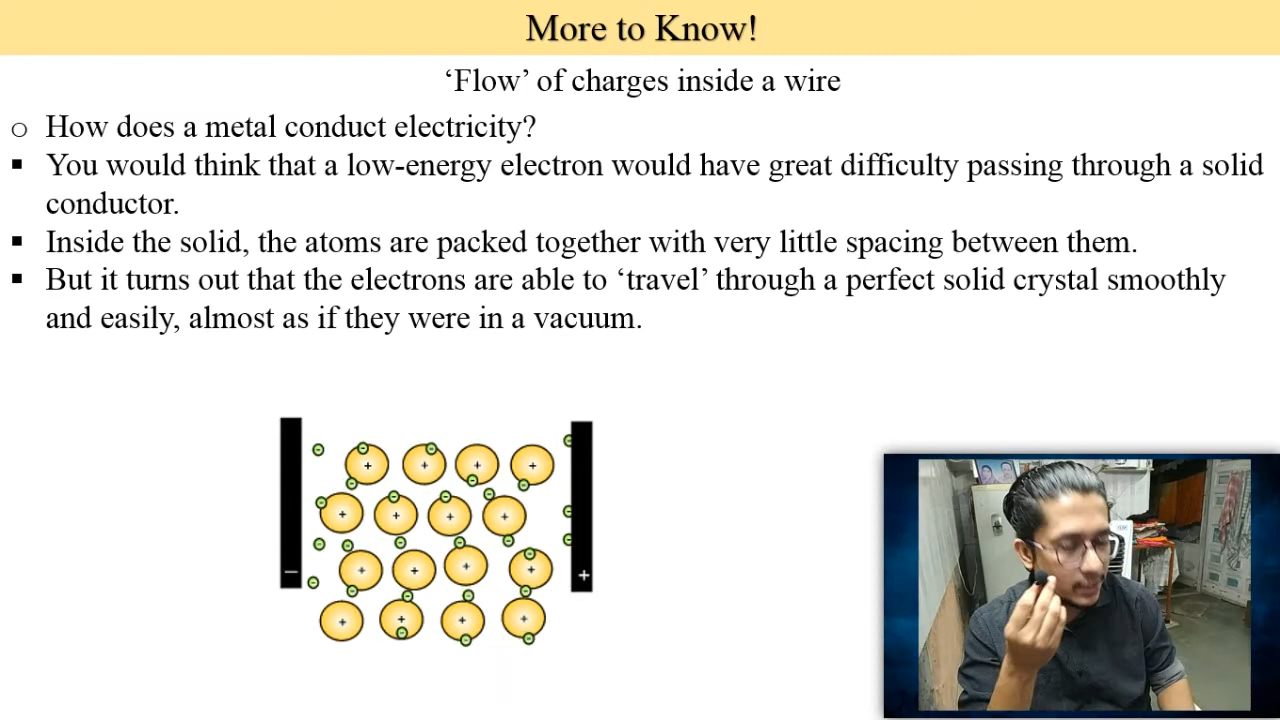 More to Know!
‘Flow’ of charges inside a wire
o How does a metal conduct electricity?
▪ You would think that a low-energy electron would have great difficulty passing through a solid
conductor.
▪ Inside the solid, the atoms are packed together with very little spacing between them.
▪ But it turns out that the electrons are able to ‘travel’ through a perfect solid crystal smoothly
and easily, almost as if they were in a vacuum.
+ + + +
+ + + +
+ + + +
− +
+ + + +